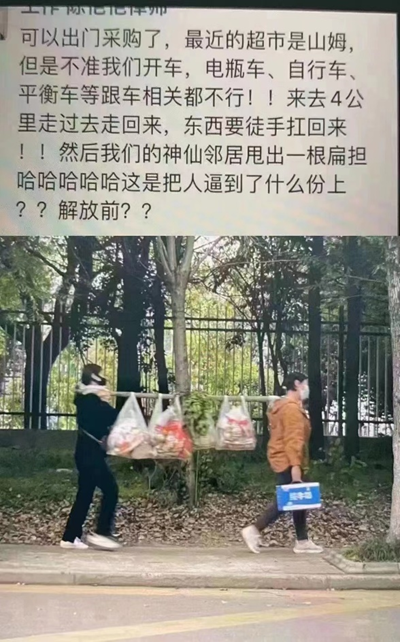 可以出门采购了，最近的超市是山姆，
但是不准我们开车，电瓶车、自行车、
平衡车等跟车相关都不行！！来去4公
里走过去走回来，东西要徒手扛回来
！！然后我们的神仙邻居甩出一根扁担
哈哈哈哈哈这是把人逼到了什么份上
？？解放前？？